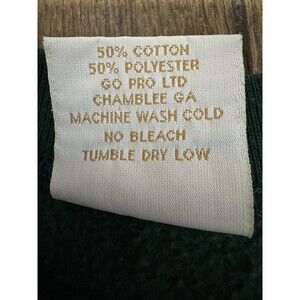 50% COTTON
50% POLYESTER
GO PRO LTD
CHAMBLEE GA
MACHINE WASH COLD
NO BLEACH
TUMBLE DRY LOW